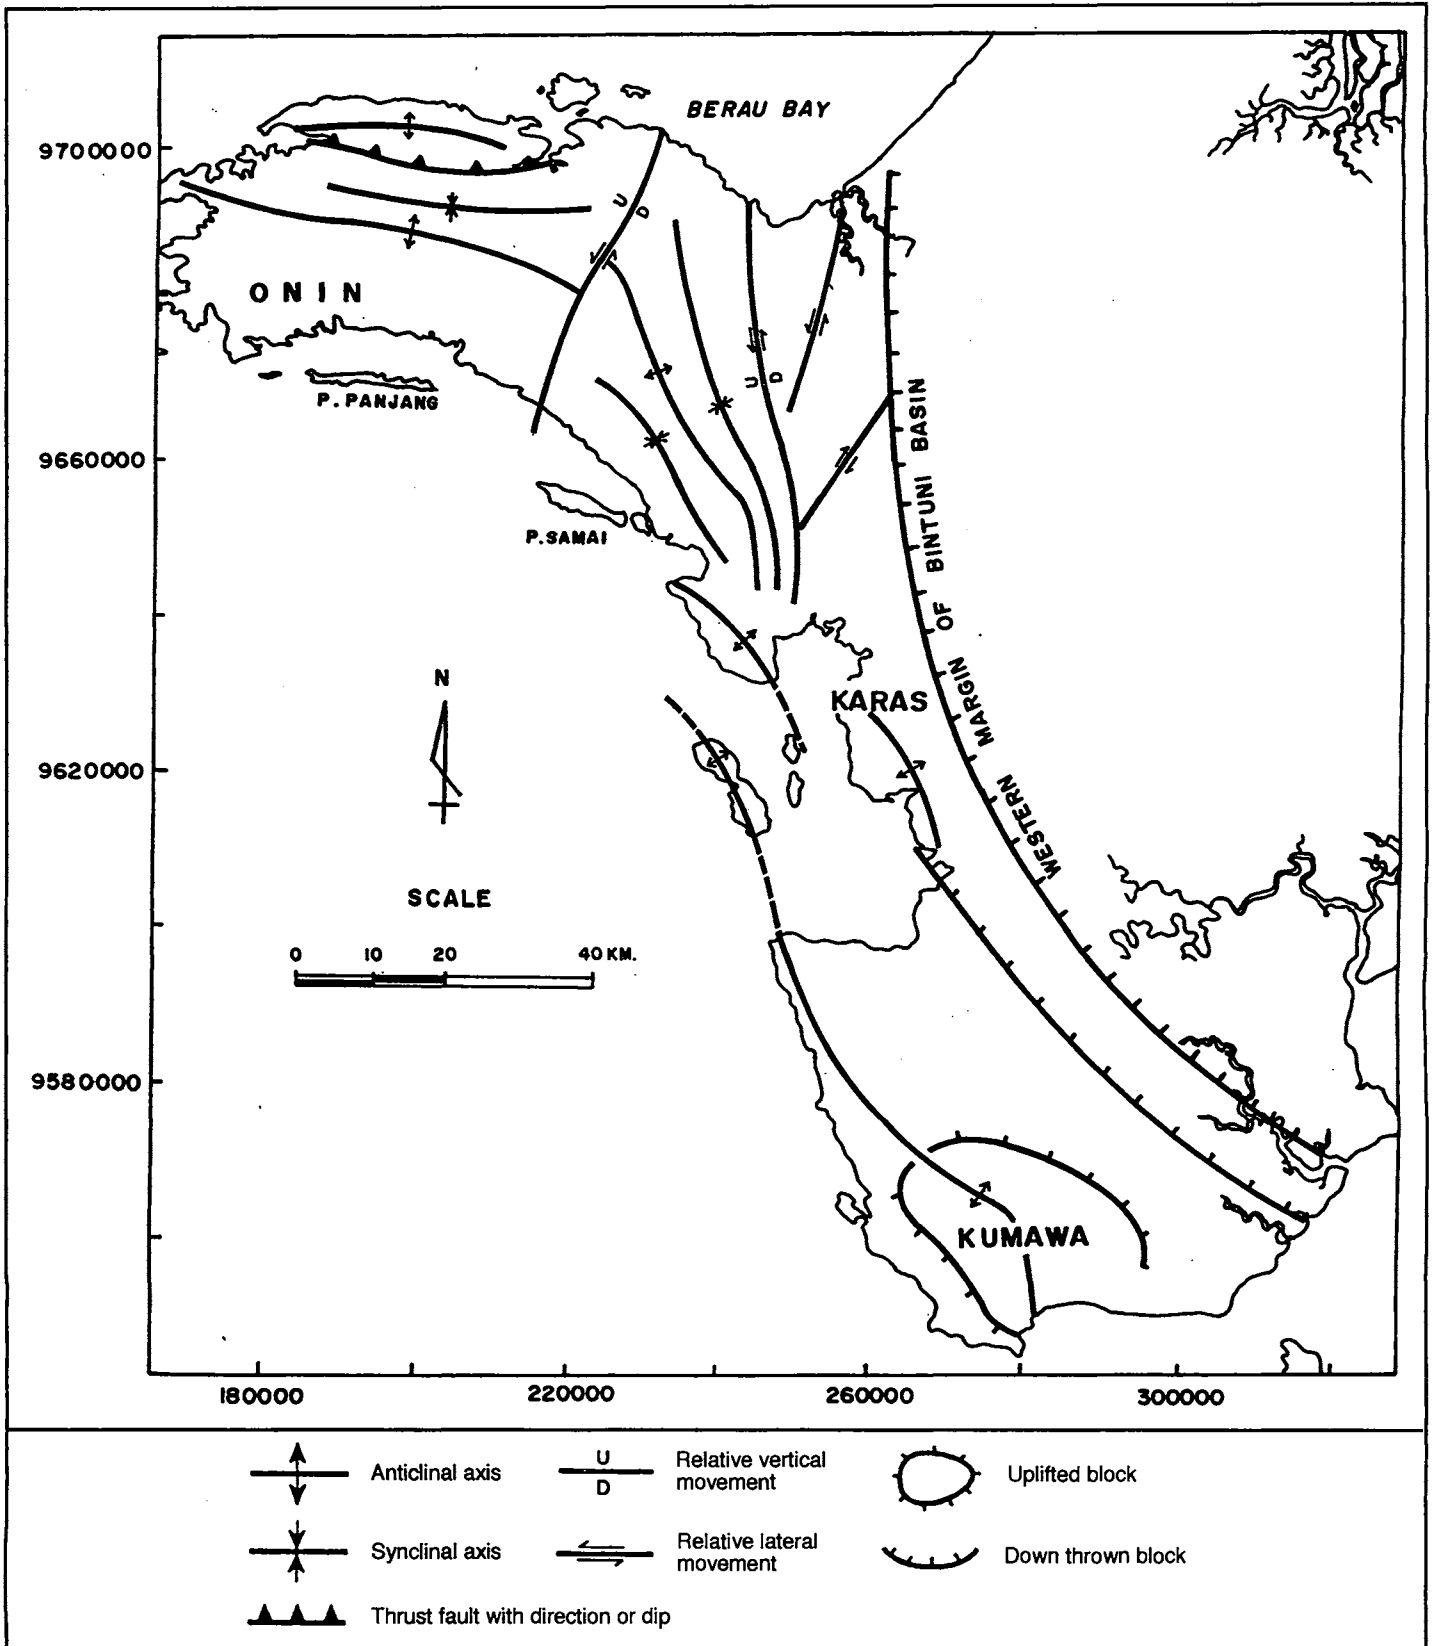 BERAU BAY
9700000
U
D
ONIN
P. PANJANG
U
D
9660000
P.SAMAI
WESTERN MARGIN OF BINTUNI BASIN
N
KARAS
9620000
SCALE
0 10 20 40 KM.
9580000
KUMAWA
180000 220000 260000 300000
Anticlinal axis
U
D
Relative vertical
movement
Uplifted block
Synclinal axis
Relative lateral
movement
Down thrown block
Thrust fault with direction or dip